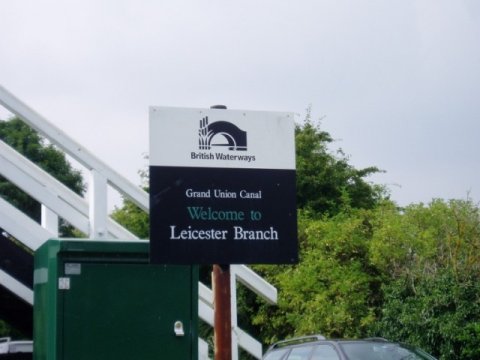 British Waterways
Grand Union Canal
Welcome to
Leicester Branch